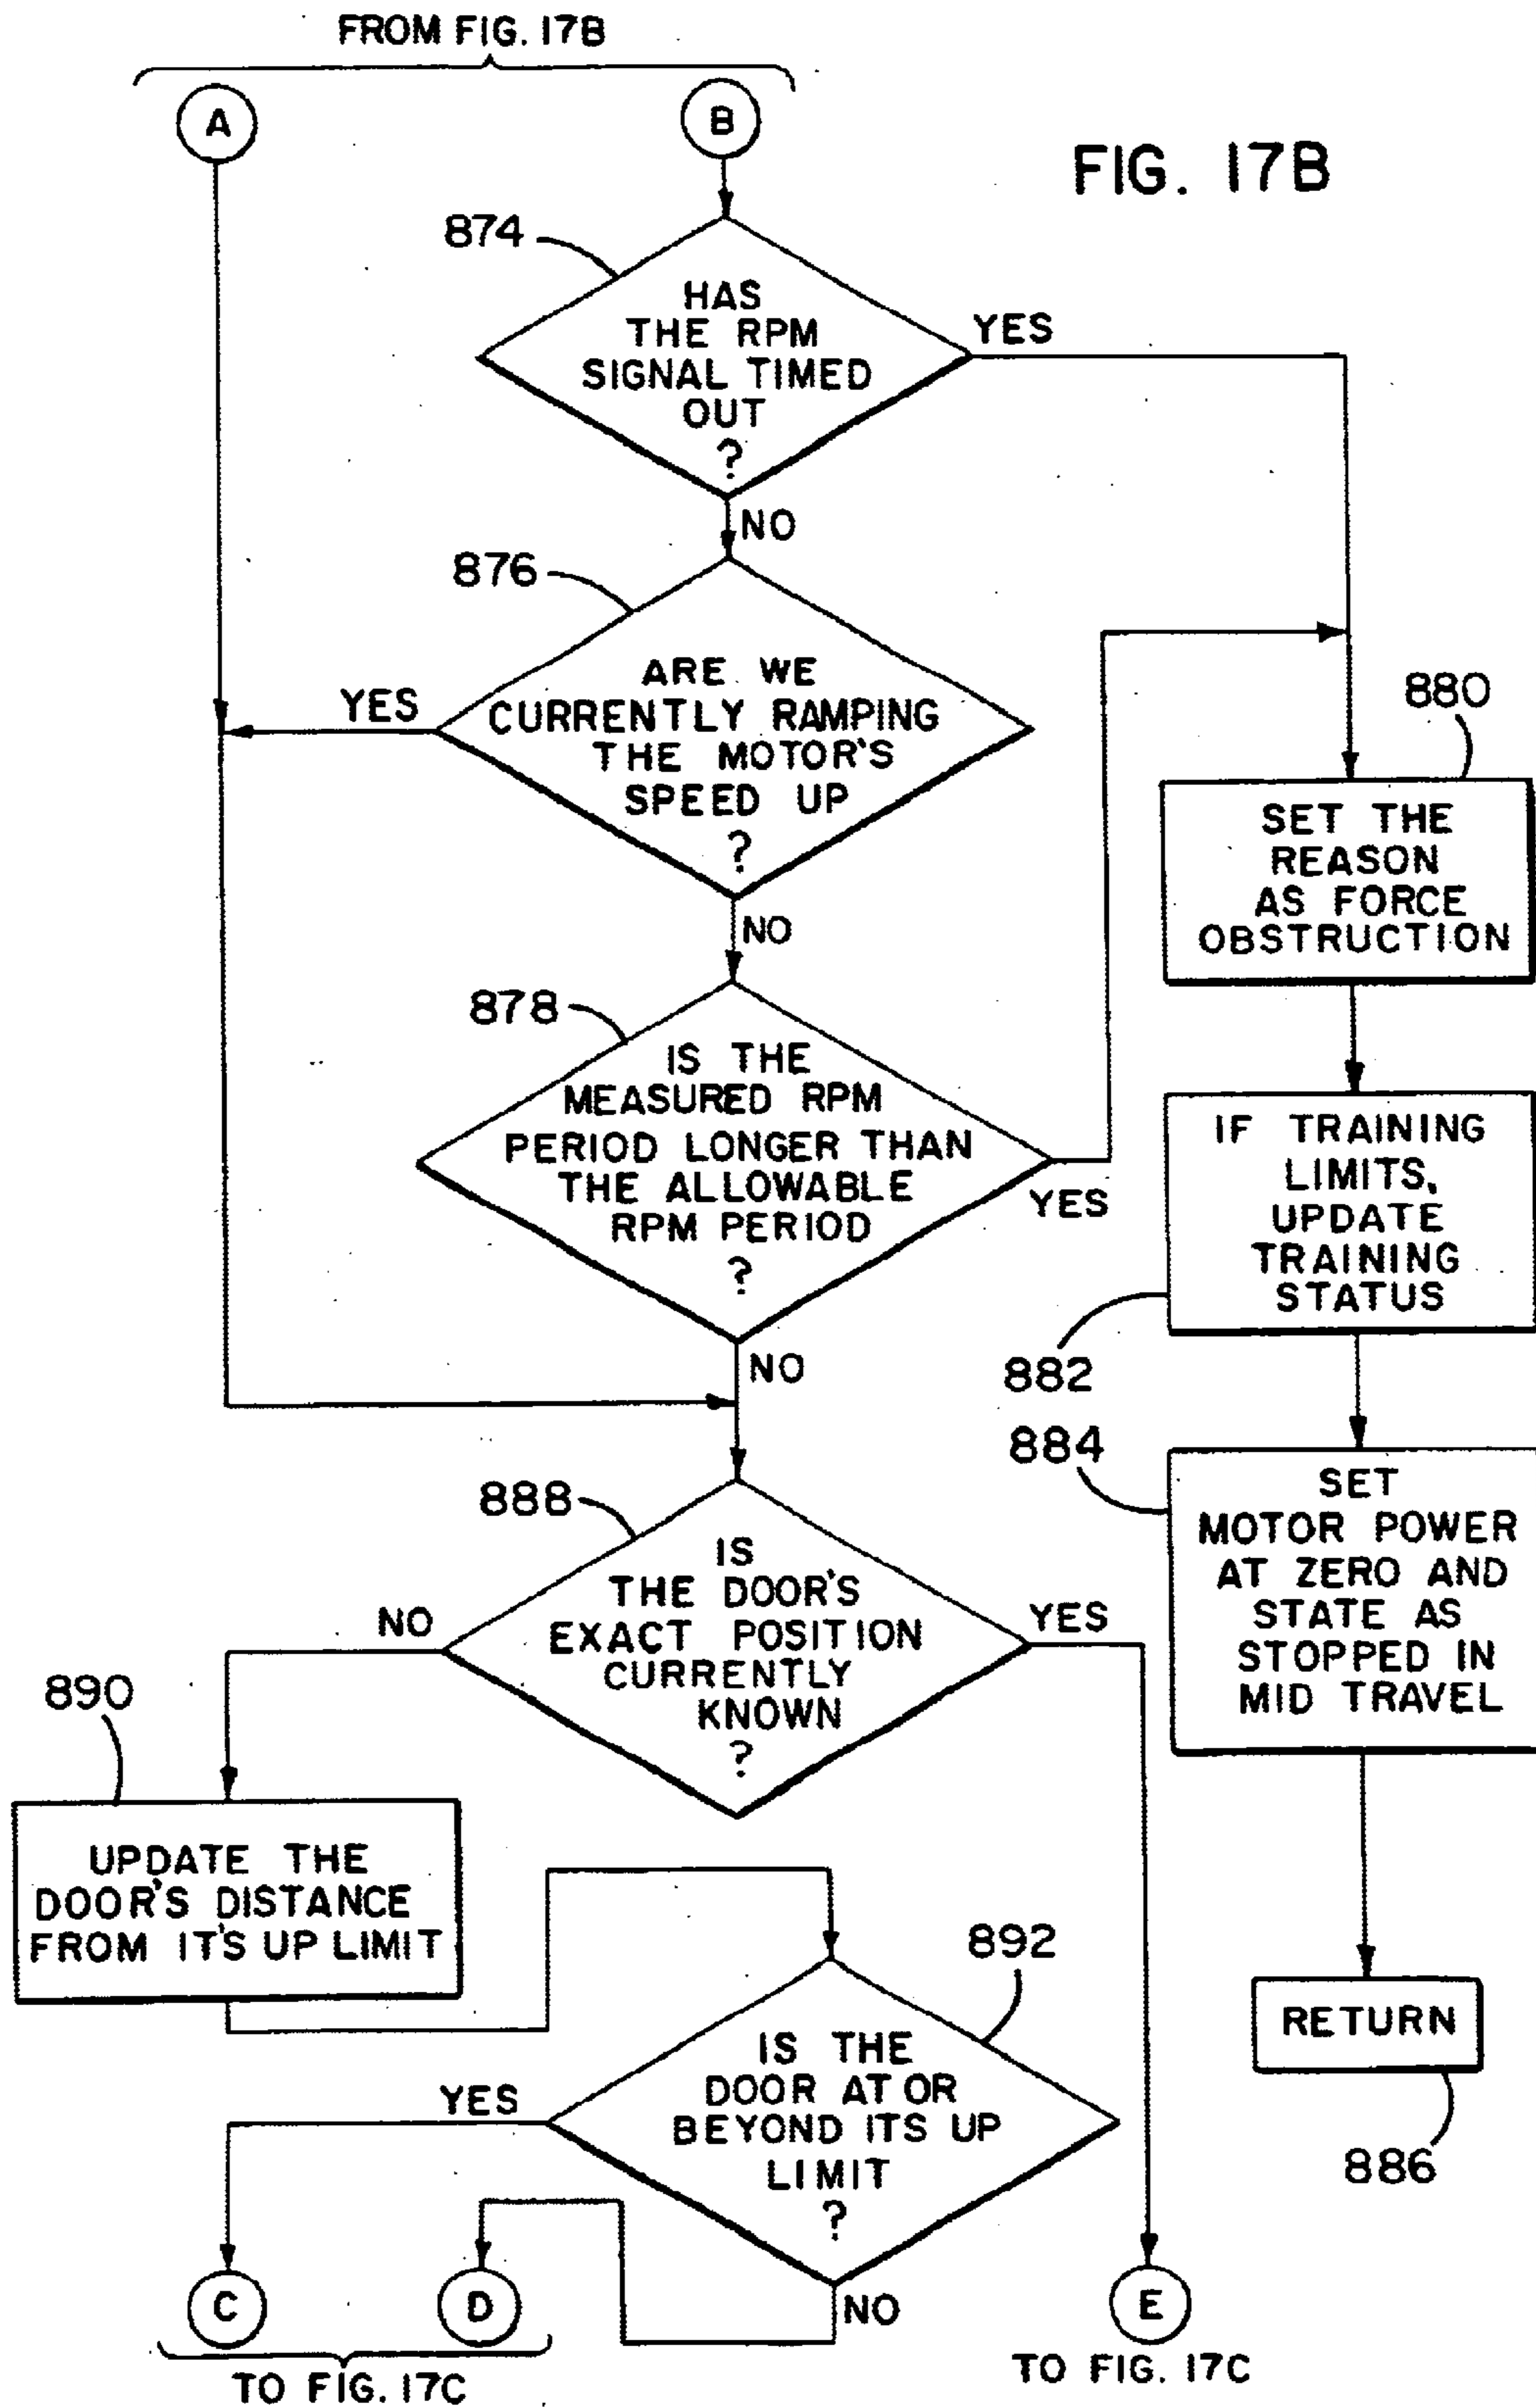 FROM FIG. 17B
A
B
FIG. 17B
874
HAS
THE RPM
SIGNAL TIMED
OUT
?
YES
NO
876
ARE WE
CURRENTLY RAMPING
THE MOTOR'S
SPEED UP
?
YES
NO
880
SET THE
REASON
AS FORCE
OBSTRUCTION
878
IS THE
MEASURED RPM
PERIOD LONGER THAN
THE ALLOWABLE
RPM PERIOD
?
YES
NO
IF TRAINING
LIMITS,
UPDATE
TRAINING
STATUS
882
884
SET
MOTOR POWER
AT ZERO AND
STATE AS
STOPPED IN
MID TRAVEL
888
IS
THE DOOR'S
EXACT POSITION
CURRENTLY
KNOWN
?
NO
YES
890
UPDATE THE
DOOR'S DISTANCE
FROM IT'S UP LIMIT
892
IS THE
DOOR AT OR
BEYOND ITS UP
LIMIT
?
YES
NO
RETURN
886
C
D
E
TO FIG. 17C
TO FIG. 17C